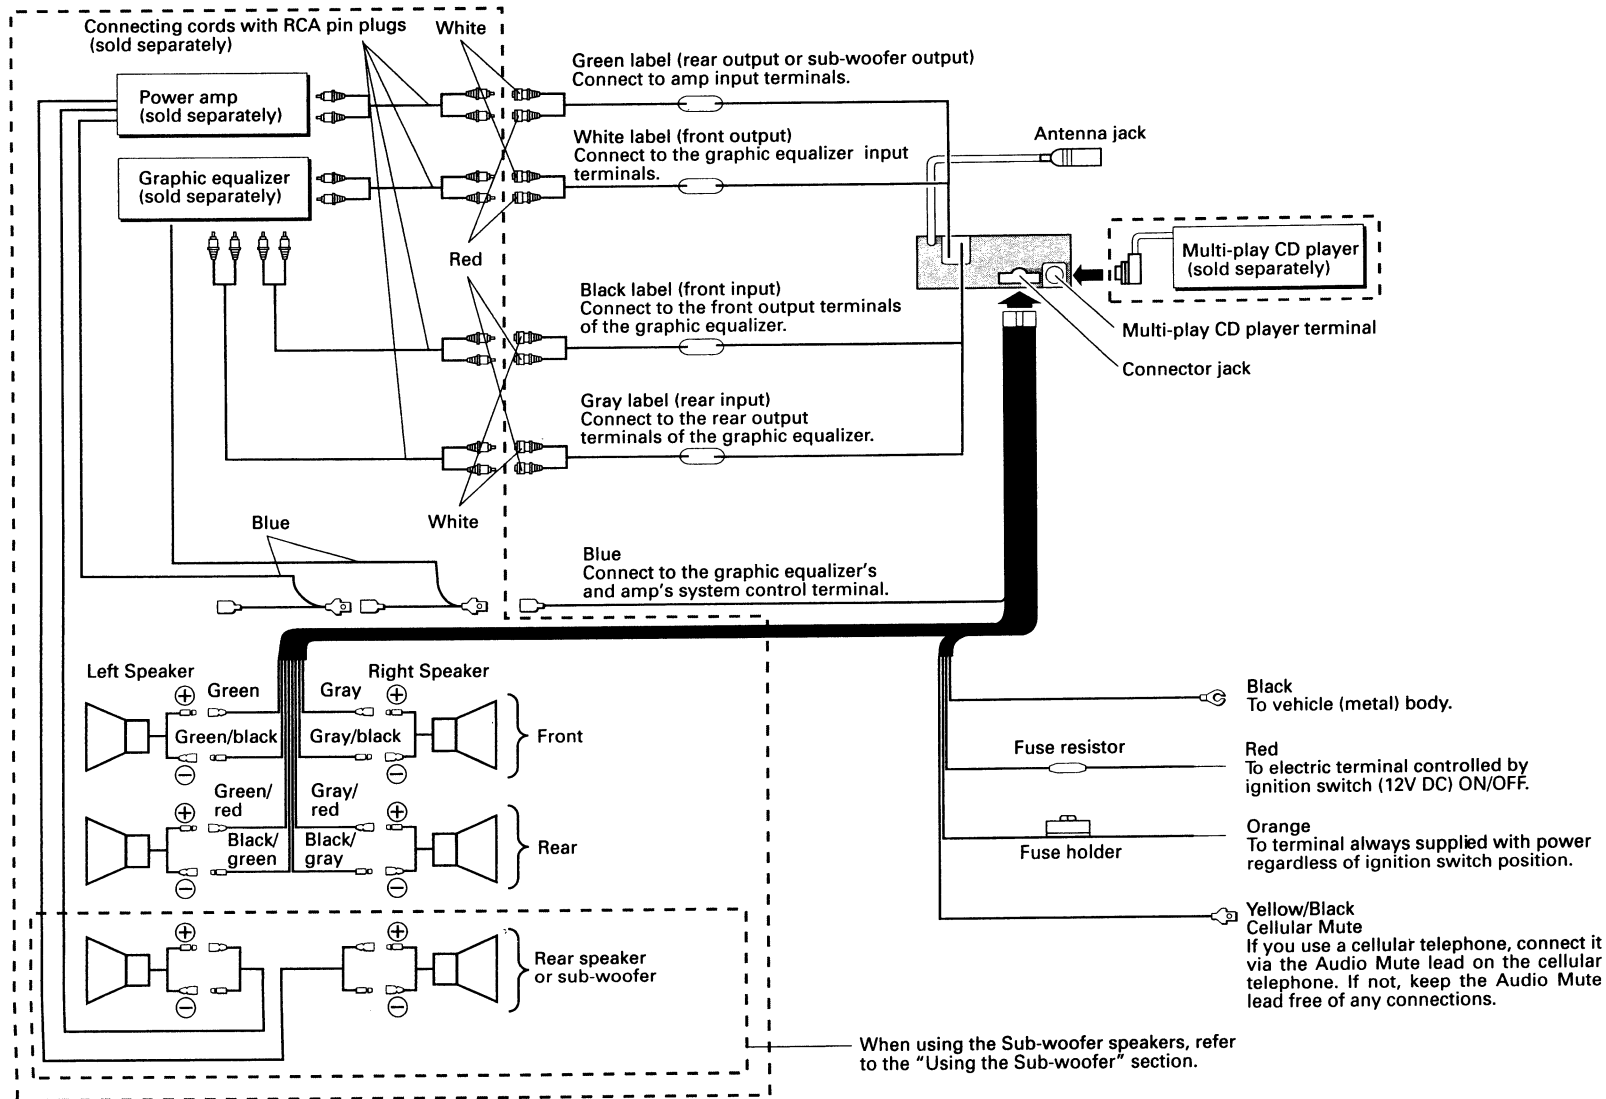 Connecting cords with RCA pin plugs
(sold separately)
White
Green label (rear output or sub-woofer output)
Connect to amp input terminals.
Power amp
(sold separately)
White label (front output)
Connect to the graphic equalizer input
terminals.
Antenna jack
Graphic equalizer
(sold separately)
Red
Multi-play CD player
(sold separately)
Black label (front input)
Connect to the front output terminals
of the graphic equalizer.
Multi-play CD player terminal
Connector jack
Gray label (rear input)
Connect to the rear output
terminals of the graphic equalizer.
White
Blue
Blue
Connect to the graphic equalizer's
and amp's system control terminal.
Left Speaker
Right Speaker
+
Green
Gray
+
Green/black
Gray/black
Front
−
−
Green/
red
Gray/
red
+
+
Black/
green
Black/
gray
Rear
−
−
+
+
Rear speaker
or sub-woofer
−
−
Black
To vehicle (metal) body.
Fuse resistor
Red
To electric terminal controlled by
ignition switch (12V DC) ON/OFF.
Fuse holder
Orange
To terminal always supplied with power
regardless of ignition switch position.
Yellow/Black
Cellular Mute
If you use a cellular telephone, connect it
via the Audio Mute lead on the cellular
telephone. If not, keep the Audio Mute
lead free of any connections.
When using the Sub-woofer speakers, refer
to the “Using the Sub-woofer” section.